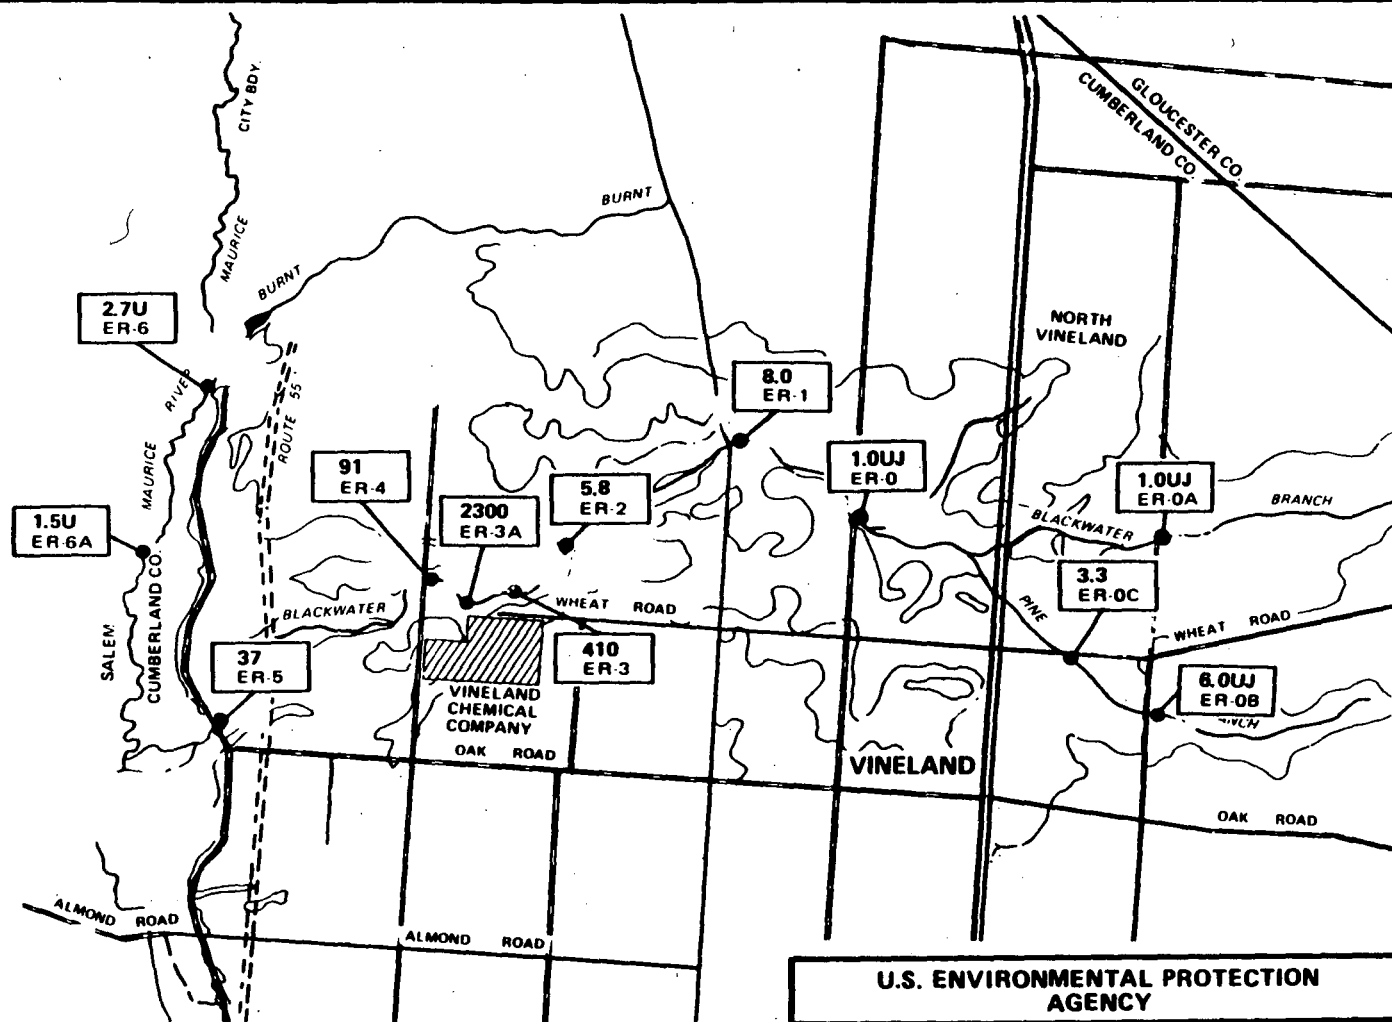 CITY BDY.
MAURICE
GLOUCESTER CO.
CUMBERLAND CO.
BURNT
BURNT
2.7U
ER-6
NORTH
VINELAND
RIVER
MAURICE
ROUTE 55
8.0
ER-1
91
ER-4
2300
ER-3A
5.8
ER-2
1.0UJ
ER-0
1.0UJ
ER-0A
BRANCH
1.5U
ER-6A
BLACKWATER
3.3
ER-0C
PINE
BLACKWATER
WHEAT ROAD
WHEAT ROAD
SALEM
CUMBERLAND CO.
37
ER-5
410
ER-3
6.0UJ
ER-0B
NCH
VINELAND
CHEMICAL
COMPANY
OAK ROAD
VINELAND
OAK ROAD
ALMOND ROAD
ALMOND ROAD
U.S. ENVIRONMENTAL PROTECTION
AGENCY